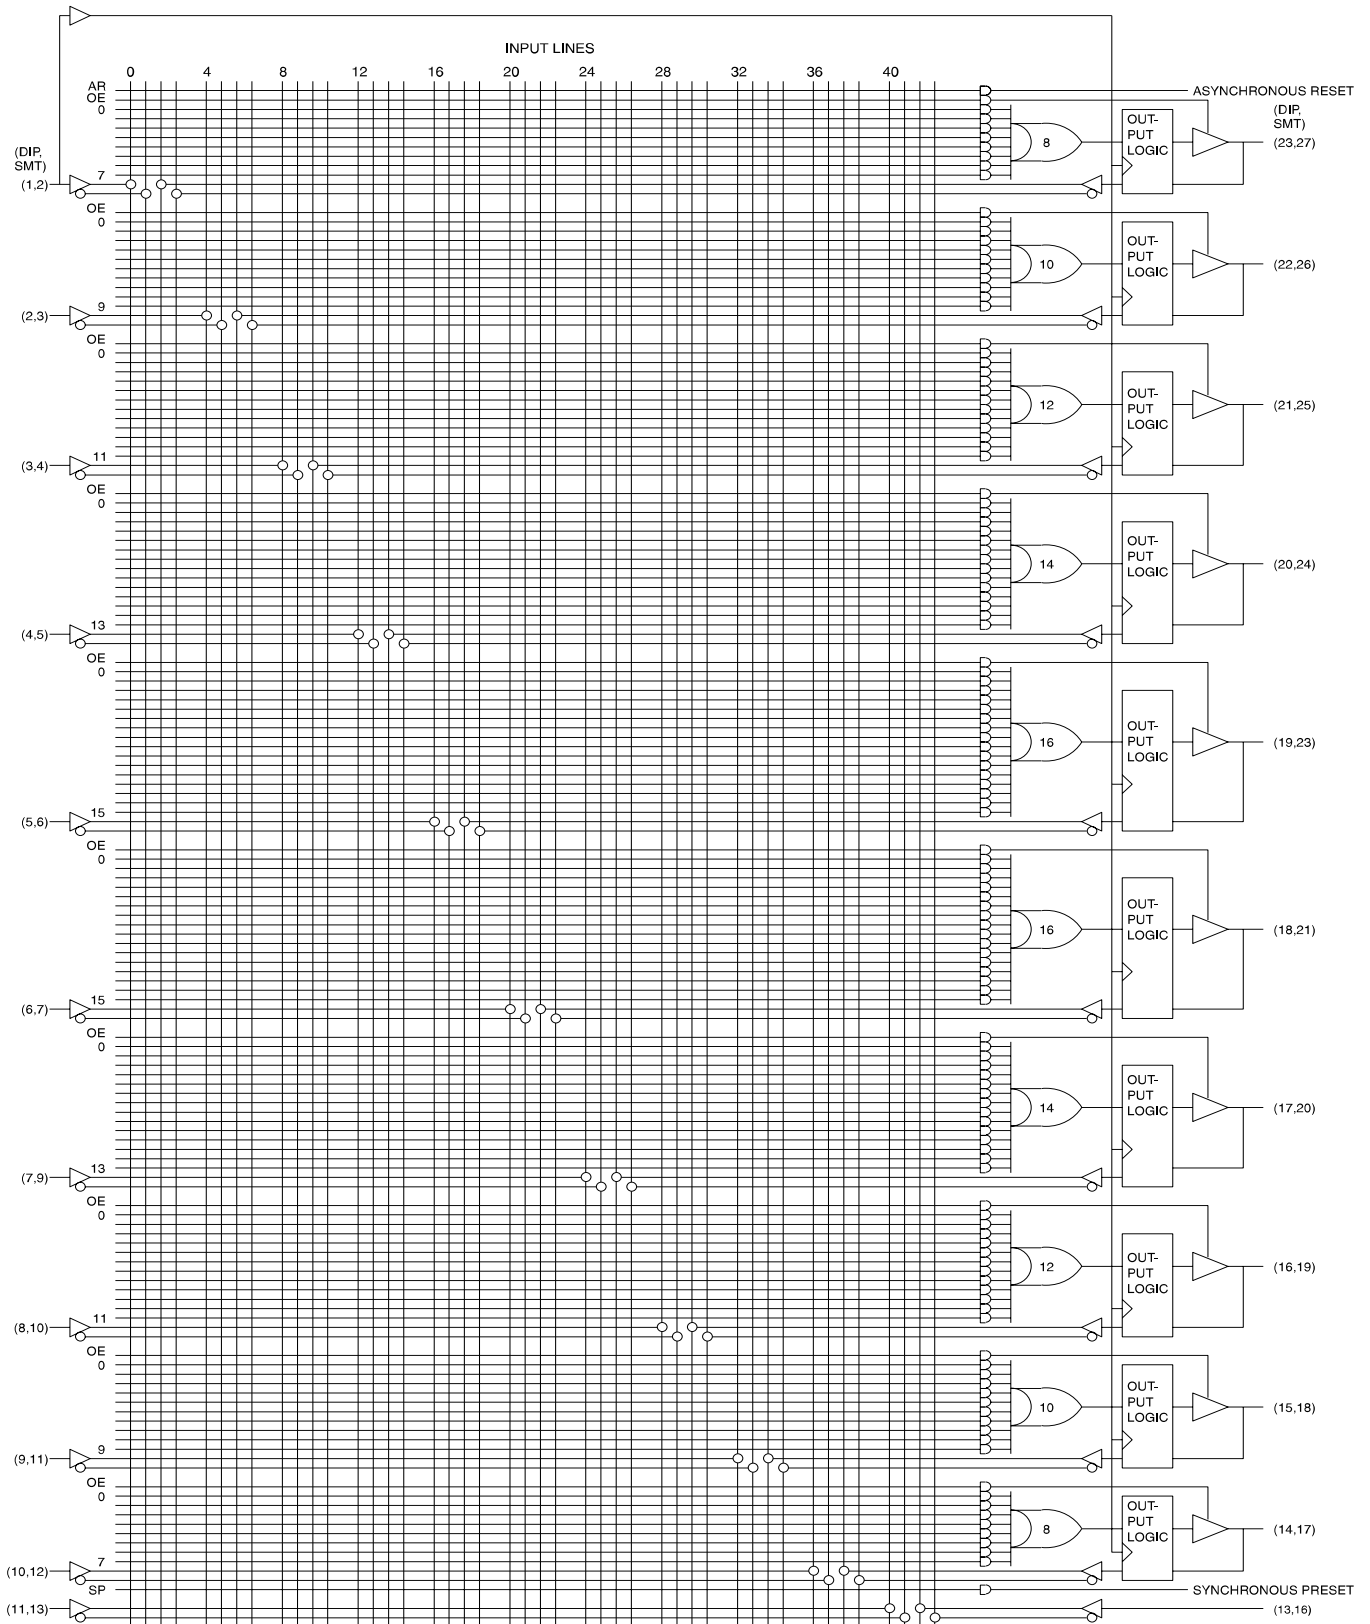 INPUT LINES
0 4 8 12 16 20 24 28 32 36 40
AR
ASYNCHRONOUS RESET
OE
0
(DIP,
SMT)
(DIP,
SMT)
OUT-
PUT
LOGIC
8
(23,27)
7
(1,2)
OE
0
OUT-
PUT
LOGIC
10
(22,26)
9
(2,3)
OE
0
OUT-
PUT
LOGIC
12
(21,25)
11
(3,4)
OE
0
OUT-
PUT
LOGIC
14
(20,24)
13
(4,5)
OE
0
OUT-
PUT
LOGIC
16
(19,23)
15
(5,6)
OE
0
OUT-
PUT
LOGIC
16
(18,21)
15
(6,7)
OE
0
OUT-
PUT
LOGIC
14
(17,20)
13
(7,9)
OE
0
OUT-
PUT
LOGIC
12
(16,19)
11
(8,10)
OE
0
OUT-
PUT
LOGIC
10
(15,18)
9
(9,11)
OE
0
OUT-
PUT
LOGIC
8
(14,17)
7
(10,12)
SP
SYNCHRONOUS PRESET
(11,13)
(13,16)